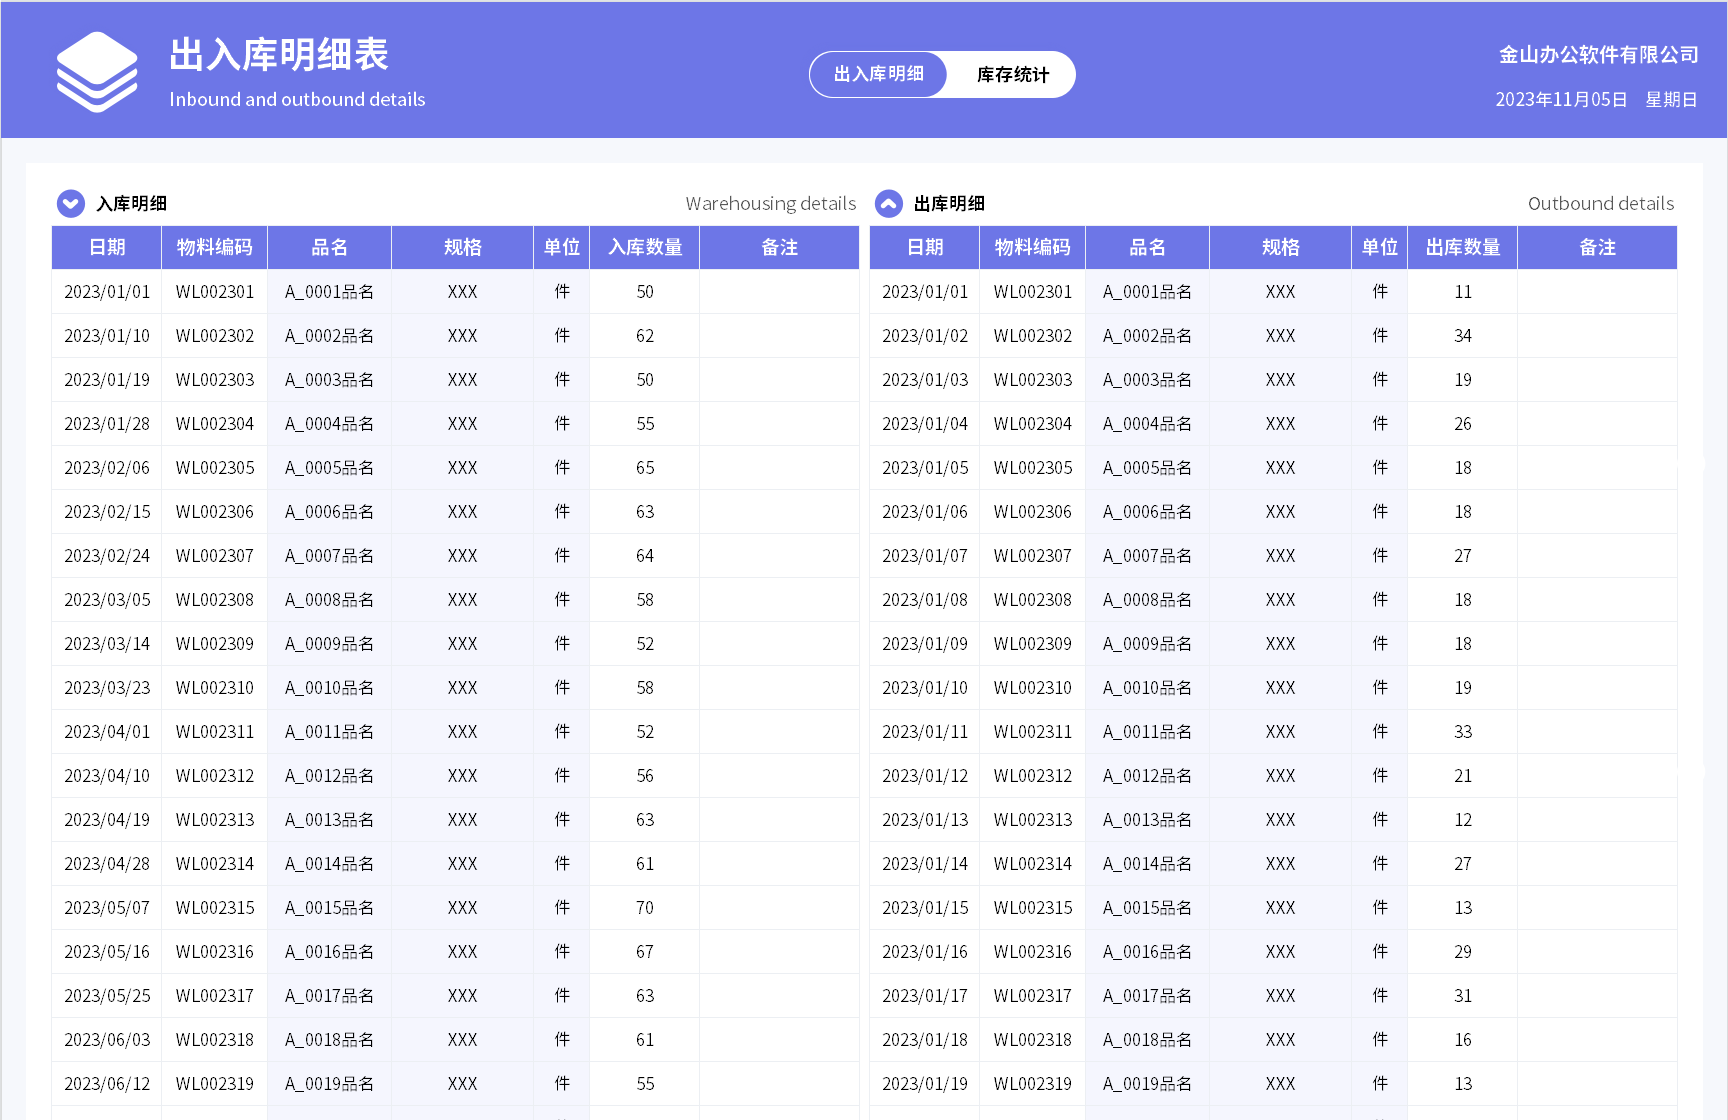 出入库明细表
Inbound and outbound details
出入库明细 库存统计
金山办公软件有限公司
2023年11月05日 星期日
入库明细 Warehousing details
日期 物料编码 品名 规格 单位 入库数量 备注
2023/01/01 WL002301 A_0001品名 XXX 件 50
2023/01/10 WL002302 A_0002品名 XXX 件 62
2023/01/19 WL002303 A_0003品名 XXX 件 50
2023/01/28 WL002304 A_0004品名 XXX 件 55
2023/02/06 WL002305 A_0005品名 XXX 件 65
2023/02/15 WL002306 A_0006品名 XXX 件 63
2023/02/24 WL002307 A_0007品名 XXX 件 64
2023/03/05 WL002308 A_0008品名 XXX 件 58
2023/03/14 WL002309 A_0009品名 XXX 件 52
2023/03/23 WL002310 A_0010品名 XXX 件 58
2023/04/01 WL002311 A_0011品名 XXX 件 52
2023/04/10 WL002312 A_0012品名 XXX 件 56
2023/04/19 WL002313 A_0013品名 XXX 件 63
2023/04/28 WL002314 A_0014品名 XXX 件 61
2023/05/07 WL002315 A_0015品名 XXX 件 70
2023/05/16 WL002316 A_0016品名 XXX 件 67
2023/05/25 WL002317 A_0017品名 XXX 件 63
2023/06/03 WL002318 A_0018品名 XXX 件 61
2023/06/12 WL002319 A_0019品名 XXX 件 55
出库明细 Outbound details
日期 物料编码 品名 规格 单位 出库数量 备注
2023/01/01 WL002301 A_0001品名 XXX 件 11
2023/01/02 WL002302 A_0002品名 XXX 件 34
2023/01/03 WL002303 A_0003品名 XXX 件 19
2023/01/04 WL002304 A_0004品名 XXX 件 26
2023/01/05 WL002305 A_0005品名 XXX 件 18
2023/01/06 WL002306 A_0006品名 XXX 件 18
2023/01/07 WL002307 A_0007品名 XXX 件 27
2023/01/08 WL002308 A_0008品名 XXX 件 18
2023/01/09 WL002309 A_0009品名 XXX 件 18
2023/01/10 WL002310 A_0010品名 XXX 件 19
2023/01/11 WL002311 A_0011品名 XXX 件 33
2023/01/12 WL002312 A_0012品名 XXX 件 21
2023/01/13 WL002313 A_0013品名 XXX 件 12
2023/01/14 WL002314 A_0014品名 XXX 件 27
2023/01/15 WL002315 A_0015品名 XXX 件 13
2023/01/16 WL002316 A_0016品名 XXX 件 29
2023/01/17 WL002317 A_0017品名 XXX 件 31
2023/01/18 WL002318 A_0018品名 XXX 件 16
2023/01/19 WL002319 A_0019品名 XXX 件 13